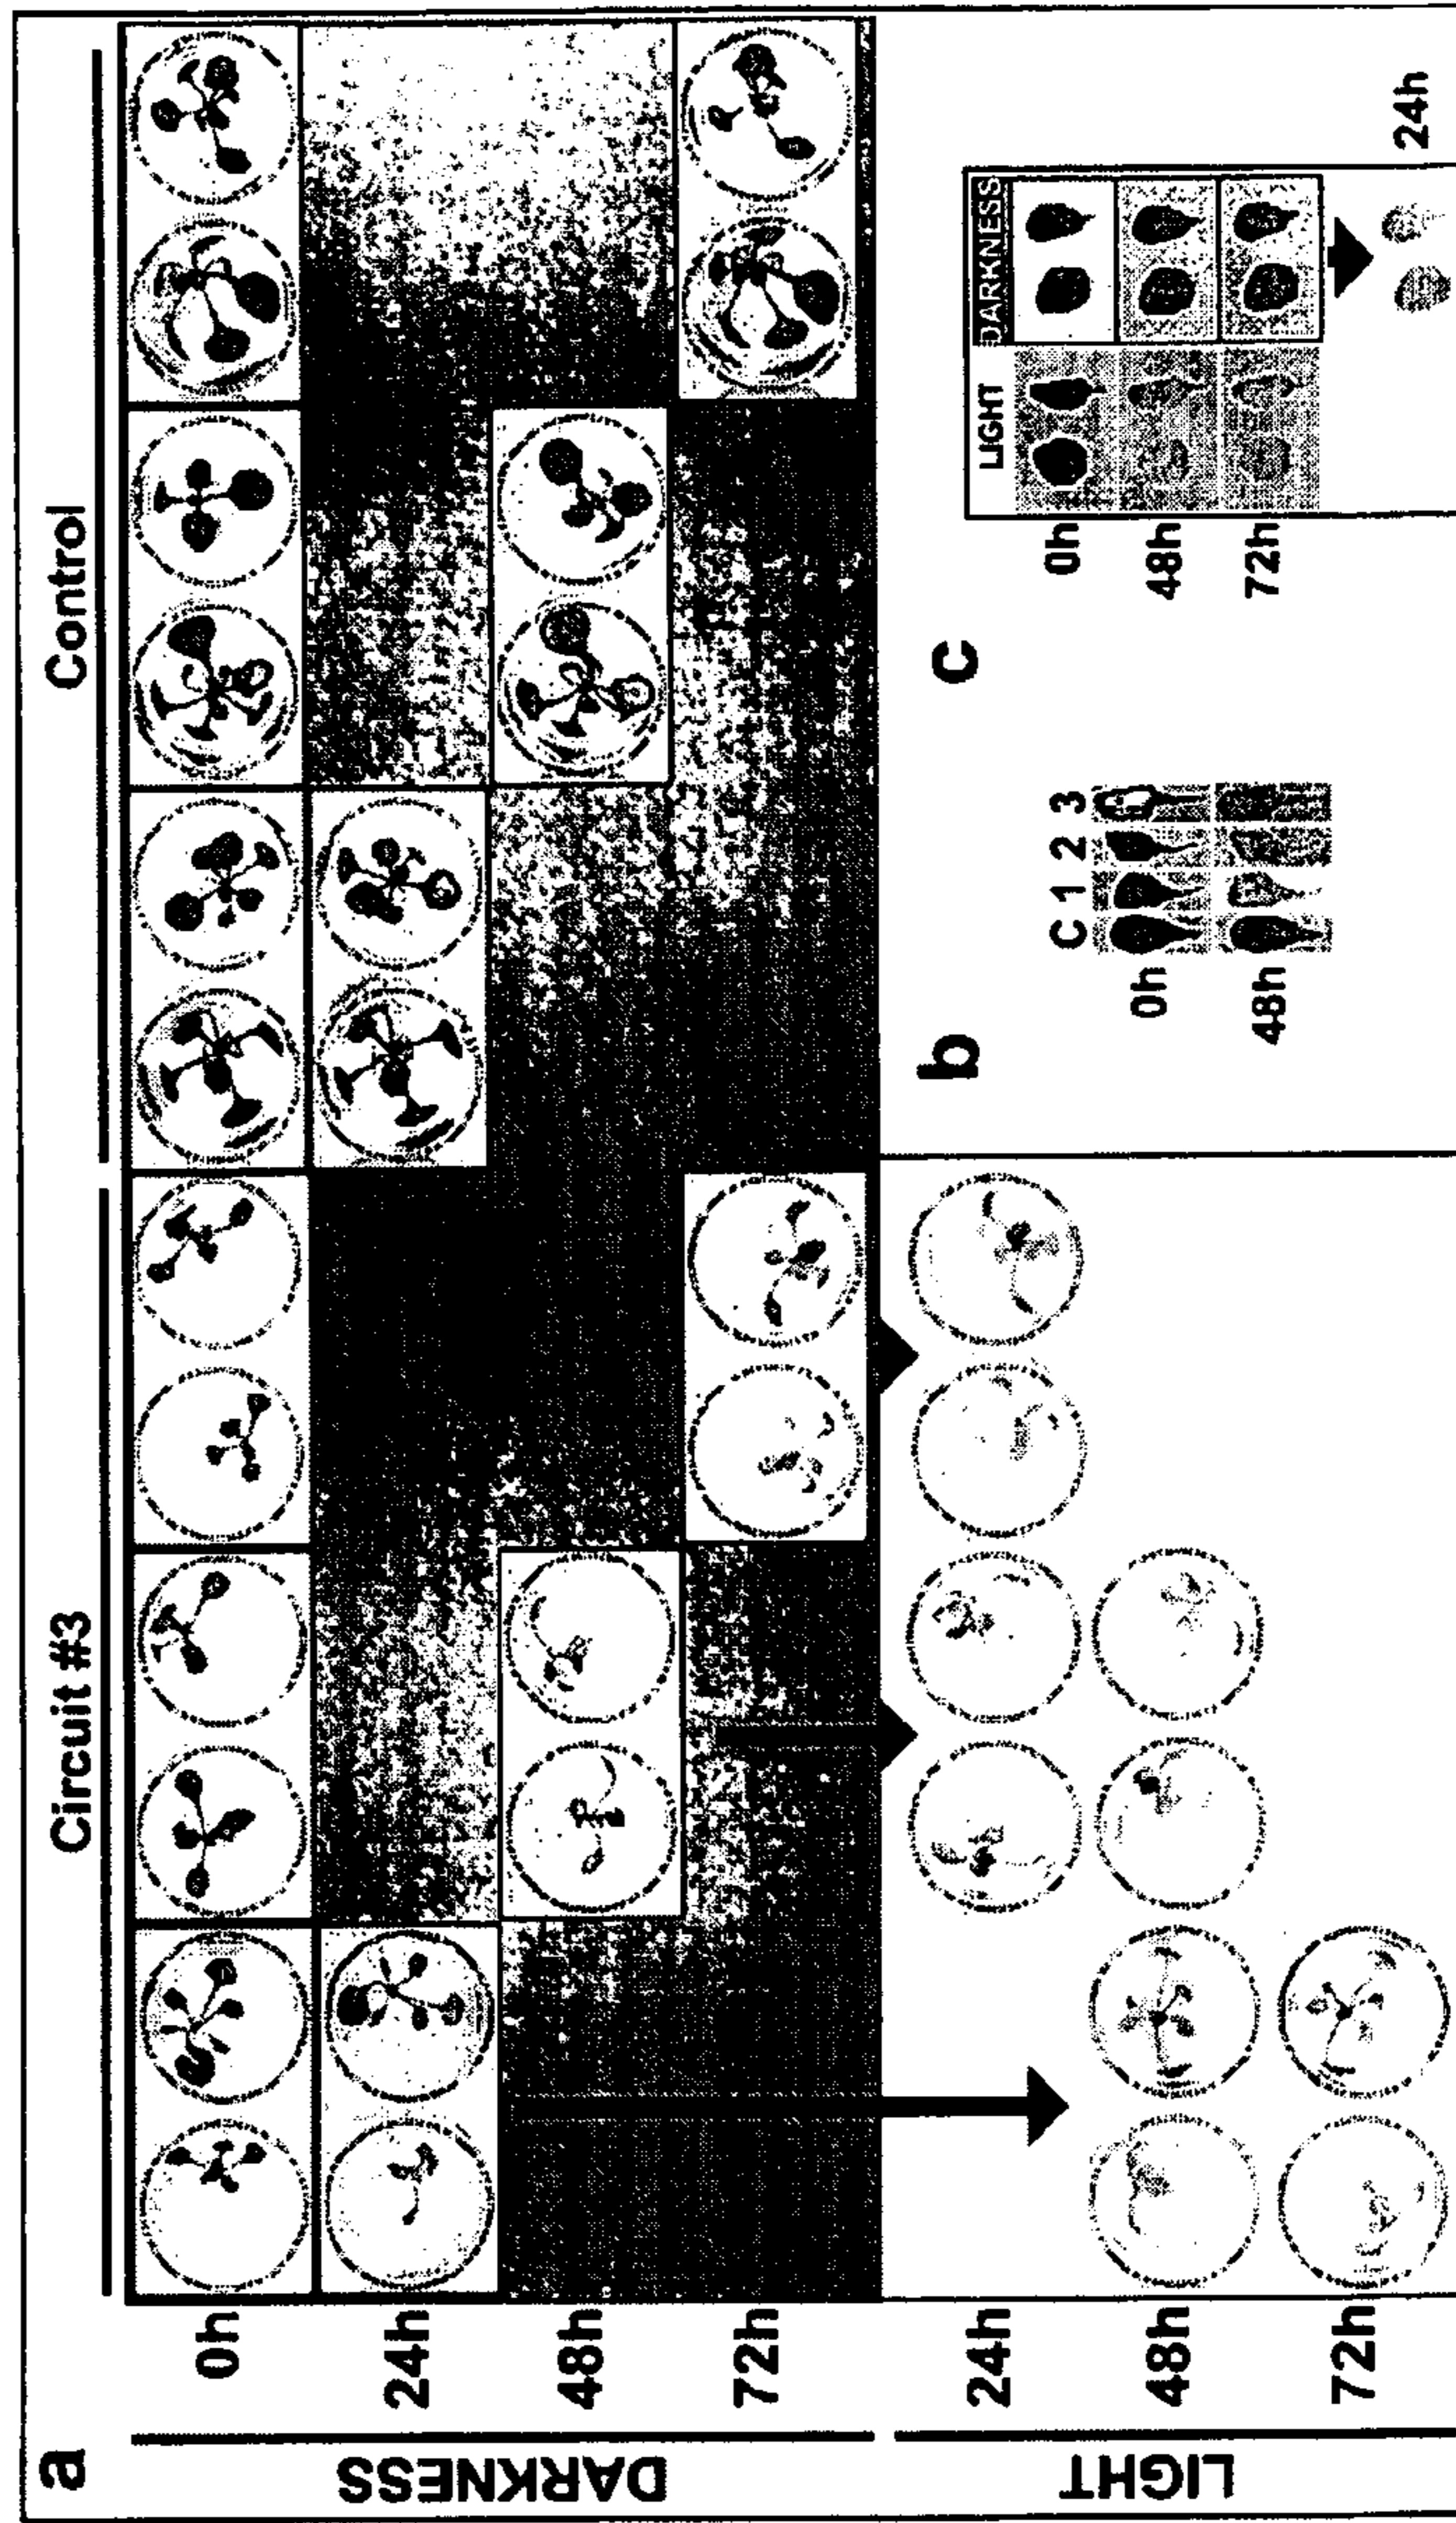 a
Circuit #3
Control
DARKNESS
0h
24h
48h
72h
LIGHT
24h
48h
72h
b
C 1 2 3
0h
48h
c
LIGHT
DARKNESS
0h
48h
72h
24h